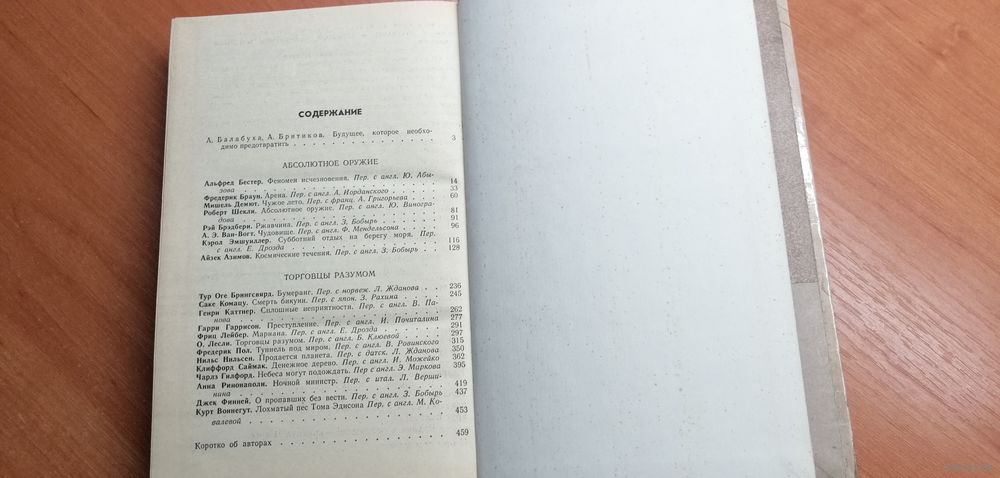 СОДЕРЖАНИЕ
А. Балабуха, А. Бритиков. Будущее, которое необхо-
димо предотвратить 3
АБСОЛЮТНОЕ ОРУЖИЕ
Альфред Бестер. Феномен исчезновения. Пер. с англ. Ю. Абы-
зова 14
Фредерик Браун. Арена. Пер. с англ. А. Иорданского 33
Мишель Демют. Чужое лето. Пер. с франц. А. Григорьева 60
Роберт Шекли. Абсолютное оружие. Пер. с англ. Ю. Виногра-
дова 81
Рэй Брэдбери. Ржавчина. Пер. с англ. З. Бобырь 91
А. Э. Ван-Вогт. Чудовище. Пер. с англ. Ф. Мендельсона 96
Кэрол Эмшуиллер. Субботний отдых на берегу моря. Пер.
с англ. Е. Дрозда 116
Айзек Азимов. Космические течения. Пер. с англ. З. Бобырь 128
ТОРГОВЦЫ РАЗУМОМ
Тур Оге Брингсвярд. Бумеранг. Пер. с норвеж. Л. Жданова 236
Саке Комацу. Смерть бикуни. Пер. с япон. З. Рахима 245
Генри Каттнер. Сплошные неприятности. Пер. с англ. В. Па-
нова 262
Гарри Гаррисон. Преступление. Пер. с англ. И. Почиталина 277
Фриц Лейбер. Мариана. Пер. с англ. Е. Дрозда 291
О. Лесли. Торговцы разумом. Пер. с англ. Б. Клюевой 297
Фредерик Пол. Туннель под миром. Пер. с англ. В. Ровинского 315
Нильс Нильсен. Продается планета. Пер. с датск. Л. Жданова 350
Клиффорд Саймак. Денежное дерево. Пер. с англ. И. Можейко 362
Чарлз Гилфорд. Небеса могут подождать. Пер с англ. Э. Маркова 395
Анна Ринонаполи. Ночной министр. Пер. с итал. Л. Верши-
нина 419
Джек Финней. О пропавших без вести. Пер. с англ. З. Бобырь 437
Курт Воннегут. Лохматый пес Тома Эдисона Пер. с англ. М. Ко-
валевой 453
Коротко об авторах 459